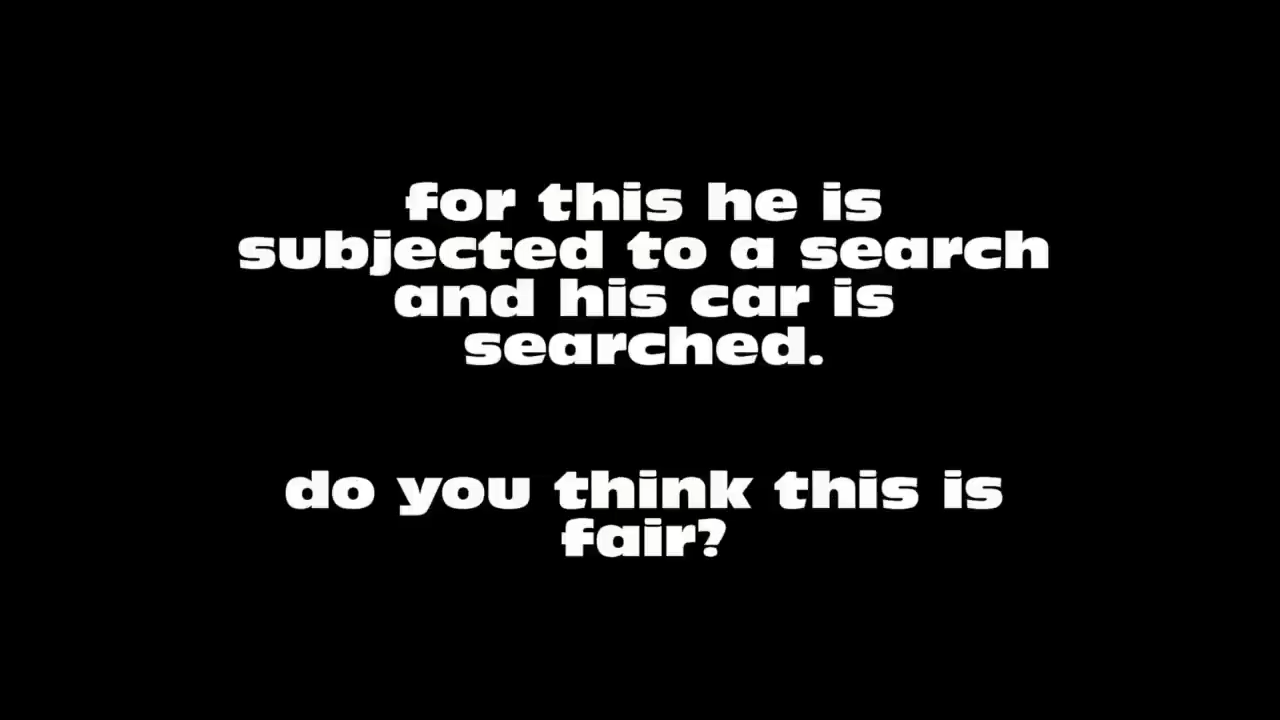 for this he is
subjected to a search
and his car is
searched.
do you think this is
fair?